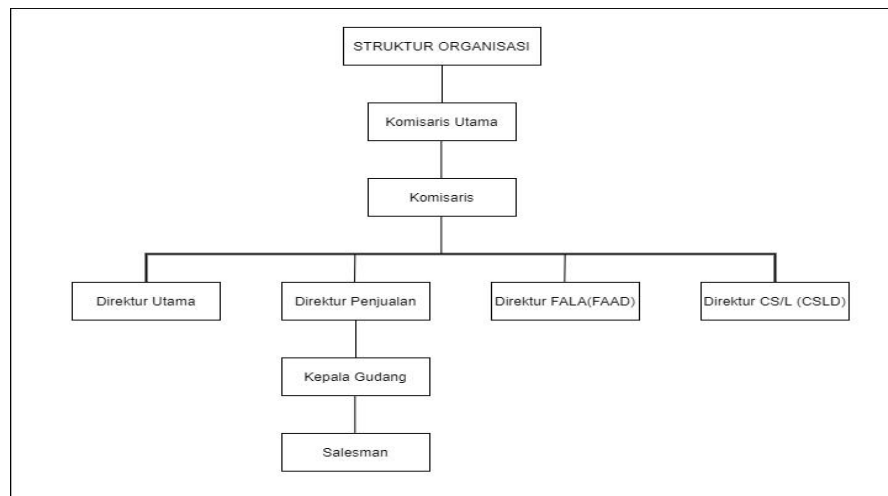 STRUKTUR ORGANISASI
Komisaris Utama
Komisaris
Direktur Utama
Direktur Penjualan
Direktur FALA(FAAD)
Direktur CS/L (CSLD)
Kepala Gudang
Salesman